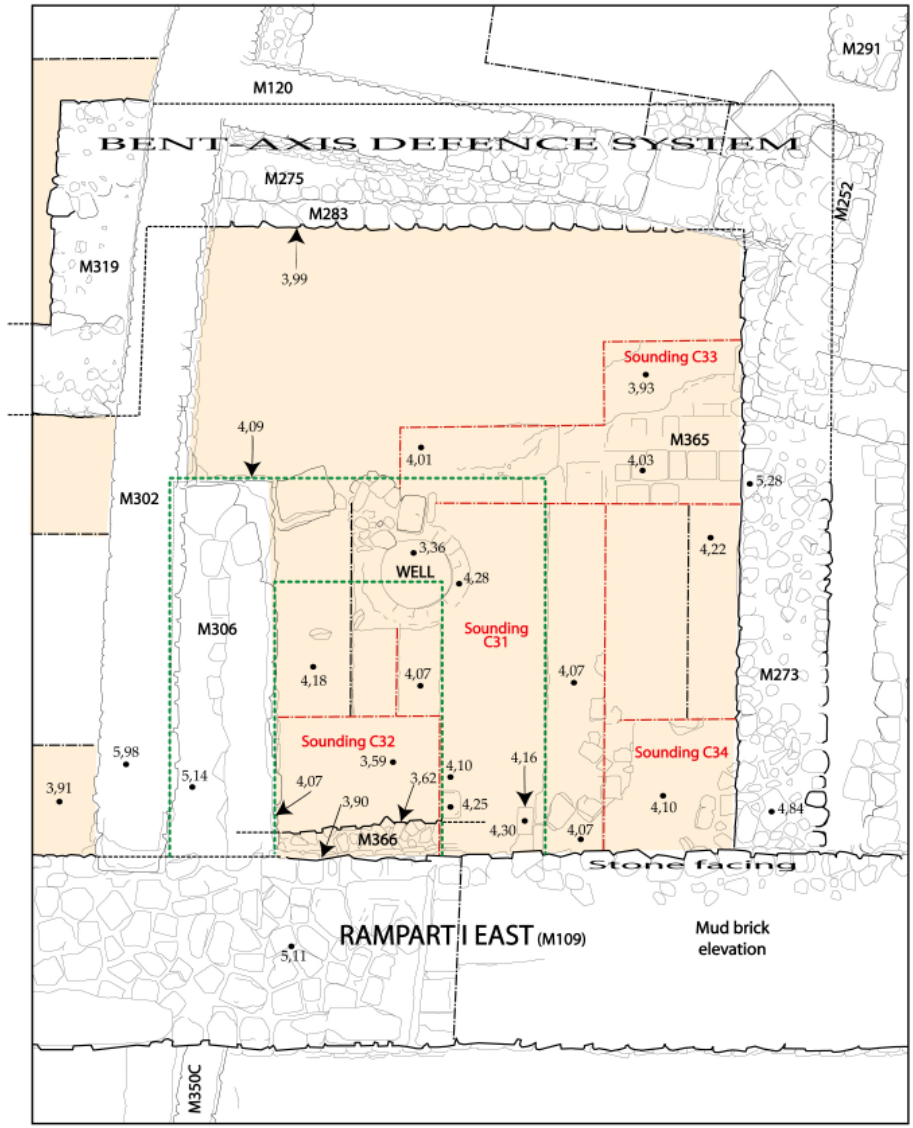 M291
M120
BENT-AXIS DEFENCE SYSTEM
M275
M252
M283
M319
3,99
Sounding C33
3,93
4,09
4,01
M365
4,03
5,28
M302
3,36
4,22
WELL
4,28
M306
Sounding
C31
4,18
4,07
4,07
M273
Sounding C32
Sounding C34
5,98
3,59
4,16
3,91
5,14
4,07
3,62
4,10
3,90
4,25
4,10
4,84
4,30
M366
4,07
Stone facing
RAMPART I EAST (M109)
Mud brick
elevation
5,11
M350C